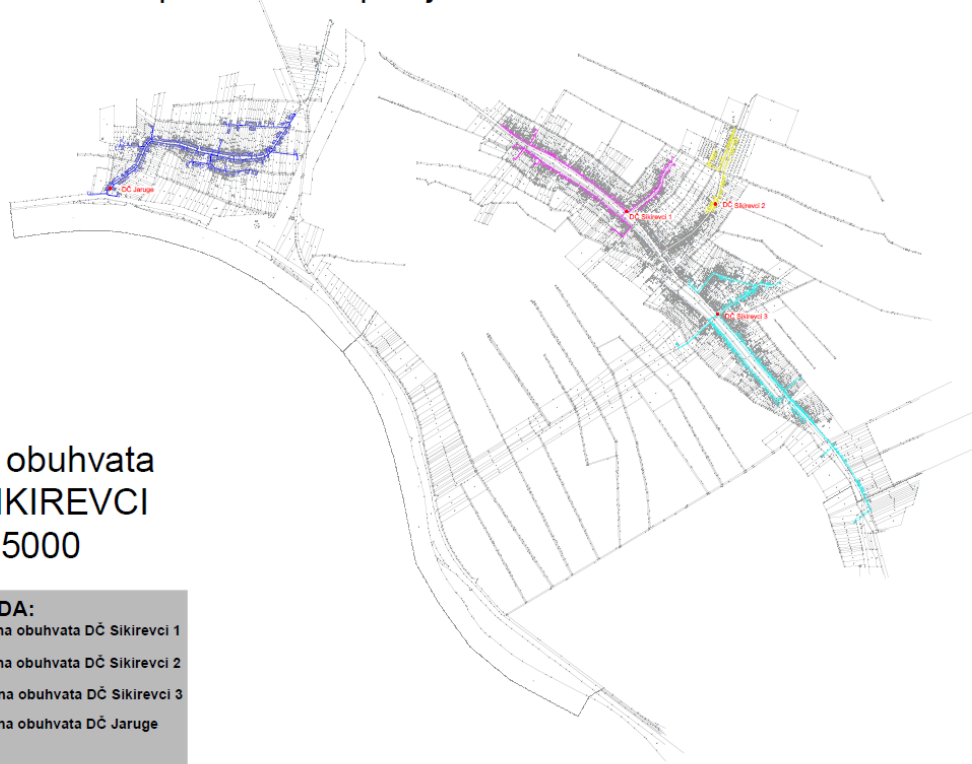 DČ Jaruge
DČ Sikirevci 1
DČ Sikirevci 2
DČ Sikirevci 3
obuhvata
IKIREVCI
5000
DA:
na obuhvata DČ Sikirevci 1
na obuhvata DČ Sikirevci 2
na obuhvata DČ Sikirevci 3
na obuhvata DČ Jaruge